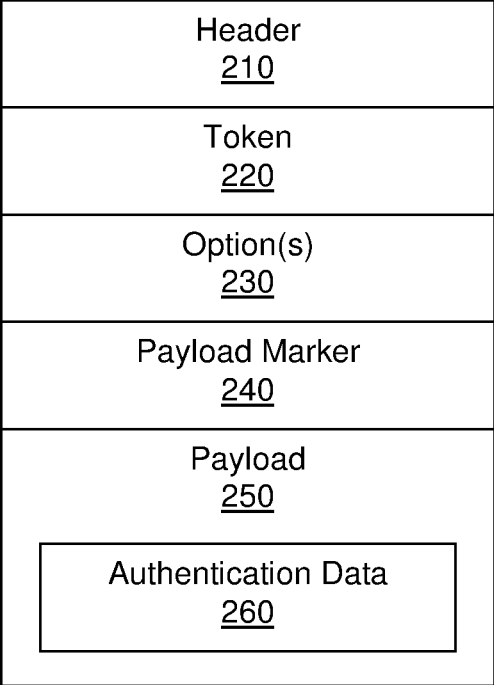 Header
210
Token
220
Option(s)
230
Payload Marker
240
Payload
250
Authentication Data
260